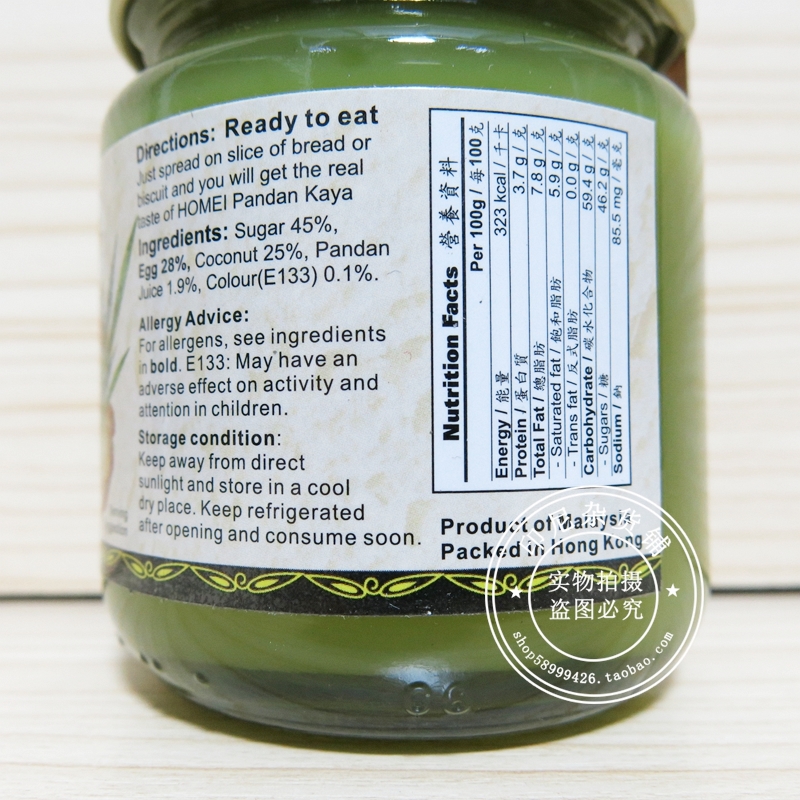 Directions: Ready to eat
Just spread on slice of bread or
biscuit and you will get the real
taste of HOMEI Pandan Kaya
Ingredients: Sugar 45%,
Egg 28%, Coconut 25%, Pandan
Juice 1.9%, Colour(E133) 0.1%.
Allergy Advice:
For allergens, see ingredients
in bold. E133: May have an
adverse effect on activity and
attention in children.
Storage condition:
Keep away from direct
sunlight and store in a cool
dry place. Keep refrigerated
after opening and consume soon.
Nutrition Facts 營養資料
Per 100g / 每100克
Energy / 能量 323 kcal / 千卡
Protein / 蛋白質 3.7 g / 克
Total Fat / 總脂肪 7.8 g / 克
- Saturated fat / 飽和脂肪 5.9 g / 克
- Trans fat / 反式脂肪 0.0 g / 克
Carbohydrate / 碳水化合物 59.4 g / 克
- Sugars / 糖 46.2 g / 克
Sodium / 鈉 85.5 mg / 毫克
Product of Malaysia
Packed in Hong Kong
杂货铺
实物拍摄
盗图必究
shop58999426.taobao.com